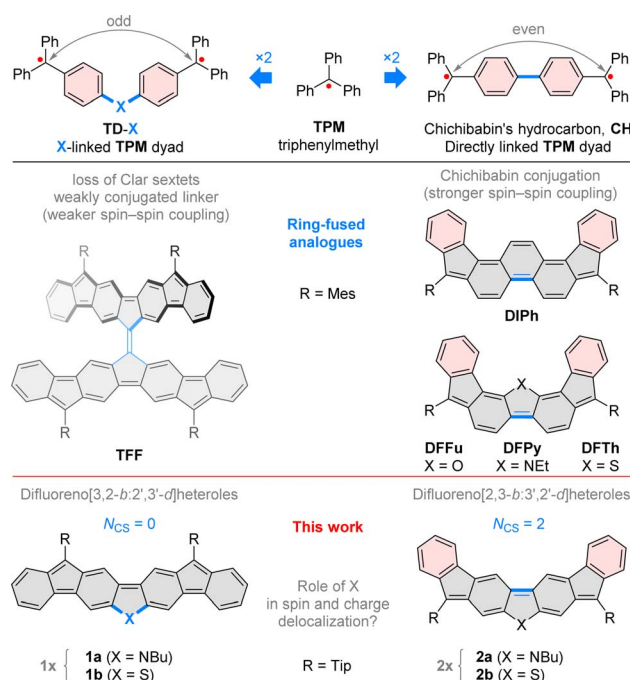 odd
even
Ph
Ph
Ph
Ph
×2
×2
Ph
Ph
Ph
Ph
Ph
Ph
Ph
X
TD-X
X-linked TPM dyad
TPM
triphenylmethyl
Chichibabin's hydrocarbon, CH
Directly linked TPM dyad
loss of Clar sextets
weakly conjugated linker
(weaker spin–spin coupling)
Ring-fused
analogues
R = Mes
Chichibabin conjugation
(stronger spin–spin coupling)
R
R
R
R
TFF
R
R
DIPh
X
R
R
DFFu
X = O
DFPy
X = NEt
DFTh
X = S
Difluoreno[3,2-b:2',3'-d]heteroles
NCS = 0
This work
Difluoreno[2,3-b:3',2'-d]heteroles
NCS = 2
R
R
X
Role of X
in spin and charge
delocalization?
R
R
X
1x { 1a (X = NBu)
1b (X = S)
R = Tip
2x { 2a (X = NBu)
2b (X = S)